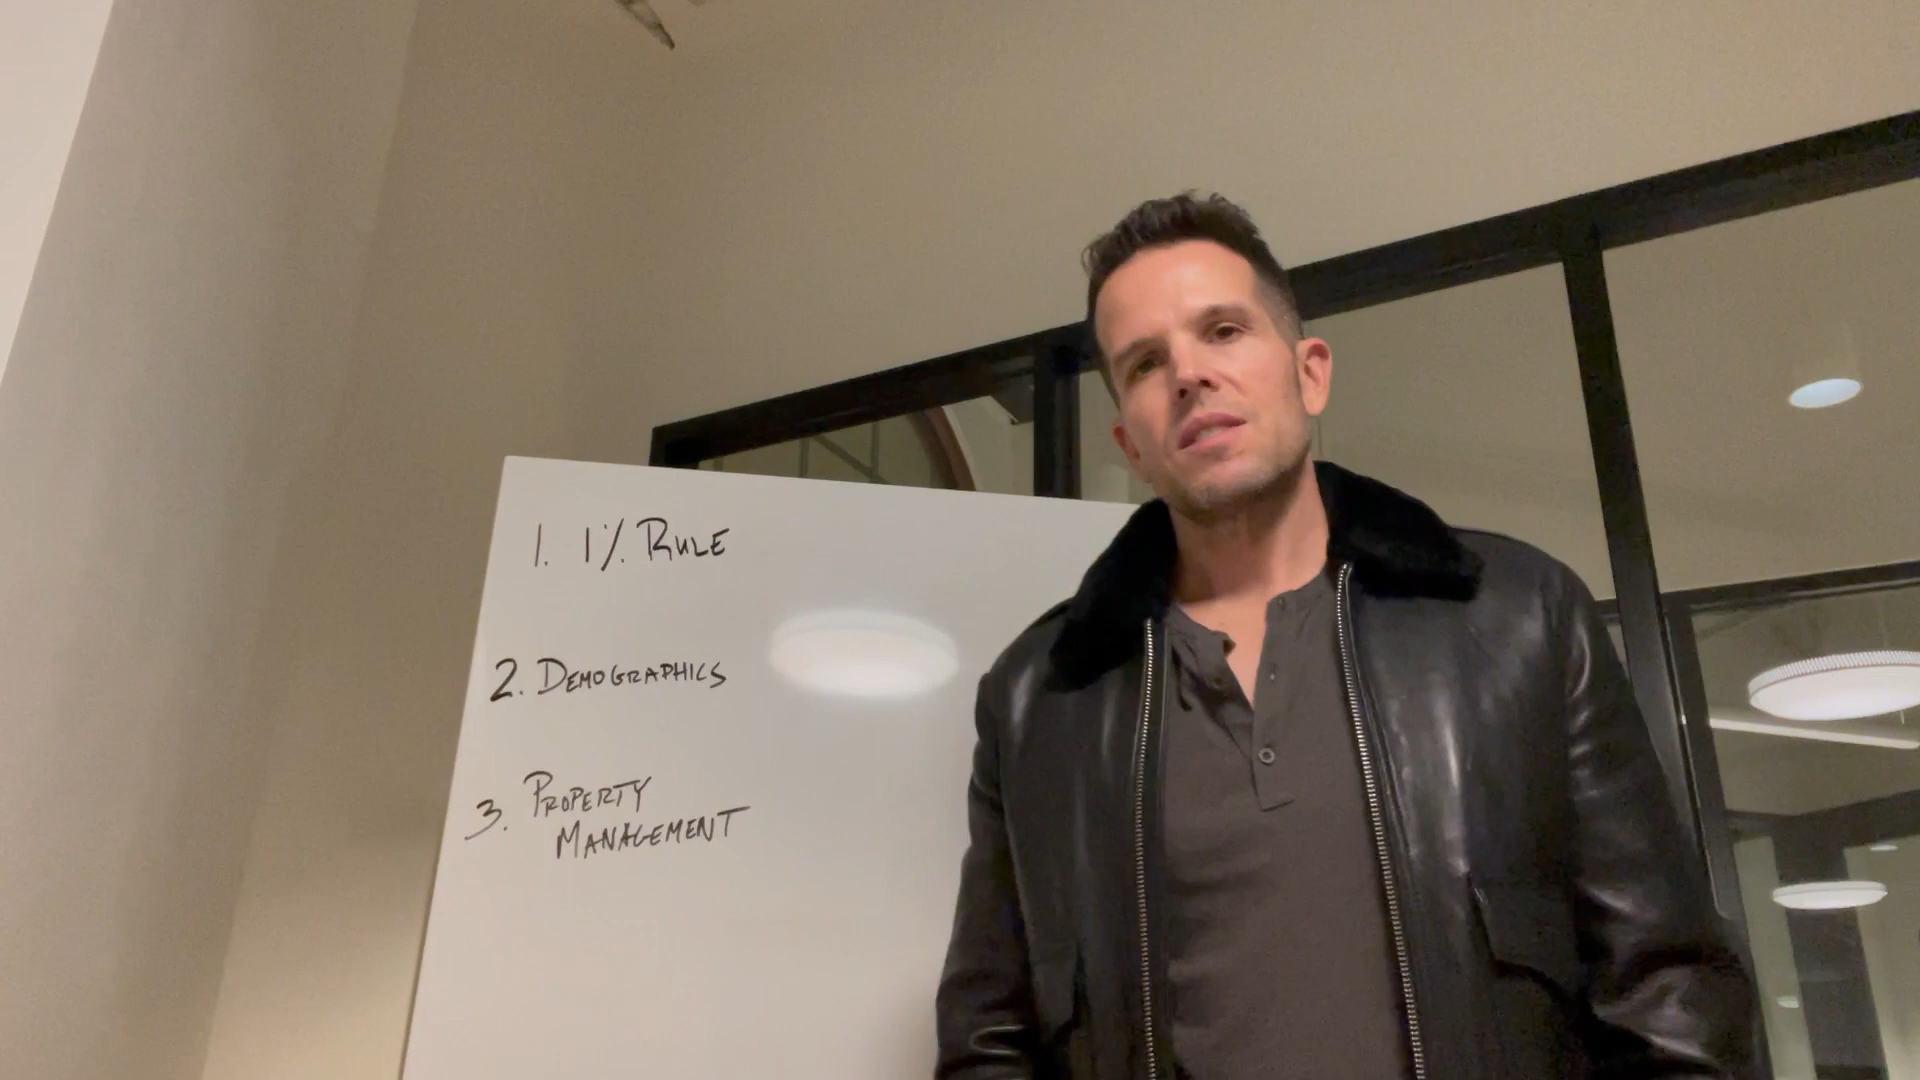 1. 1% RULE
2. DEMOGRAPHICS
3. PROPERTY
MANAGEMENT